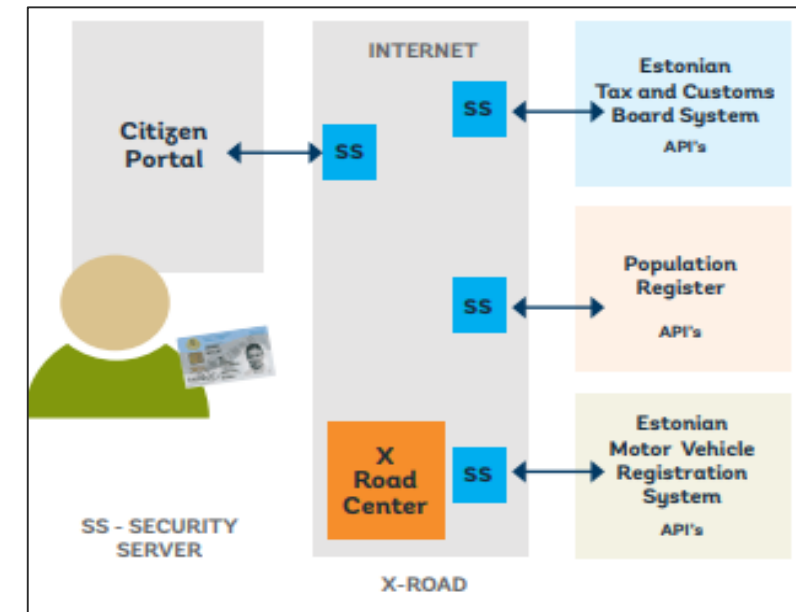 Citizen
Portal
INTERNET
SS
SS
SS
SS
X
Road
Center
X-ROAD
SS - SECURITY
SERVER
Estonian
Tax and Customs
Board System
API's
Population
Register
API's
Estonian
Motor Vehicle
Registration
System
API's